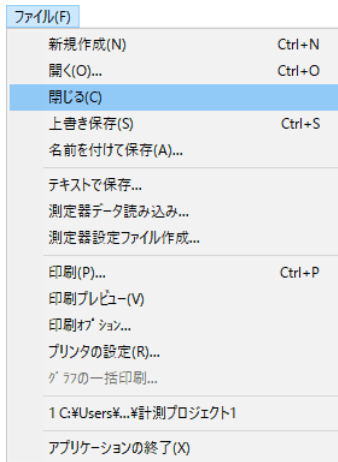 ファイル(F)
新規作成(N) Ctrl+N
開く(O)... Ctrl+O
閉じる(C)
上書き保存(S) Ctrl+S
名前を付けて保存(A)...
テキストで保存...
測定器データ読み込み...
測定器設定ファイル作成...
印刷(P)... Ctrl+P
印刷プレビュー(V)
印刷ｵﾌﾟｼｮﾝ...
プリンタの設定(R)...
ｸﾞﾗﾌの一括印刷...
1 C:¥Users¥...¥計測プロジェクト1
アプリケーションの終了(X)